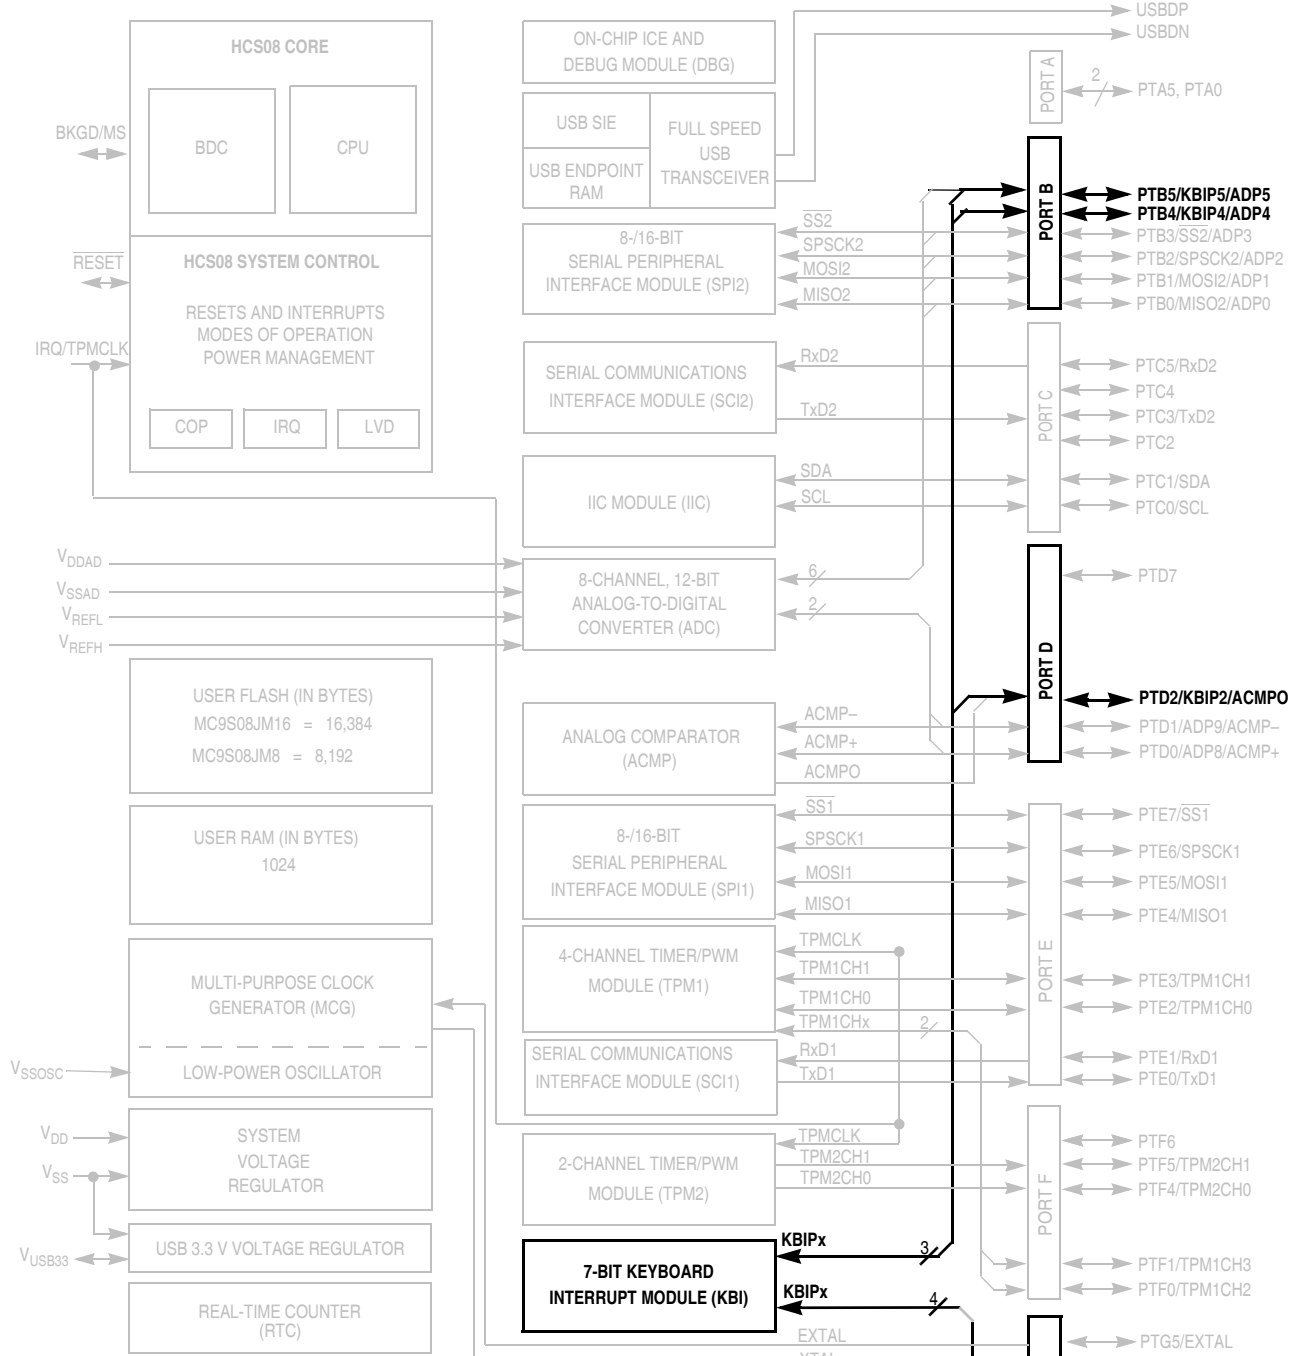 HCS08 CORE
BDC
CPU
BKGD/MS
HCS08 SYSTEM CONTROL
RESET
RESETS AND INTERRUPTS
MODES OF OPERATION
POWER MANAGEMENT
IRQ/TPMCLK
COP
IRQ
LVD
VDDAD
VSSAD
VREFL
VREFH
USER FLASH (IN BYTES)
MC9S08JM16 = 16,384
MC9S08JM8 = 8,192
USER RAM (IN BYTES)
1024
MULTI-PURPOSE CLOCK
GENERATOR (MCG)
LOW-POWER OSCILLATOR
VSSOSC
VDD
VSS
SYSTEM
VOLTAGE
REGULATOR
VUSB33
USB 3.3 V VOLTAGE REGULATOR
REAL-TIME COUNTER
(RTC)
ON-CHIP ICE AND
DEBUG MODULE (DBG)
USB SIE
USB ENDPOINT
RAM
FULL SPEED
USB
TRANSCEIVER
8-/16-BIT
SERIAL PERIPHERAL
INTERFACE MODULE (SPI2)
SS2
SPSCK2
MOSI2
MISO2
SERIAL COMMUNICATIONS
INTERFACE MODULE (SCI2)
RxD2
TxD2
IIC MODULE (IIC)
SDA
SCL
8-CHANNEL, 12-BIT
ANALOG-TO-DIGITAL
CONVERTER (ADC)
6
2
ANALOG COMPARATOR
(ACMP)
ACMP–
ACMP+
ACMPO
8-/16-BIT
SERIAL PERIPHERAL
INTERFACE MODULE (SPI1)
SS1
SPSCK1
MOSI1
MISO1
4-CHANNEL TIMER/PWM
MODULE (TPM1)
TPMCLK
TPM1CH1
TPM1CH0
TPM1CHx
2
SERIAL COMMUNICATIONS
INTERFACE MODULE (SCI1)
RxD1
TxD1
2-CHANNEL TIMER/PWM
MODULE (TPM2)
TPMCLK
TPM2CH1
TPM2CH0
7-BIT KEYBOARD
INTERRUPT MODULE (KBI)
KBIPx
3
KBIPx
4
EXTAL
XTAL
USBDP
USBDN
PORT A
2
PTA5, PTA0
PORT B
PTB5/KBIP5/ADP5
PTB4/KBIP4/ADP4
PTB3/SS2/ADP3
PTB2/SPSCK2/ADP2
PTB1/MOSI2/ADP1
PTB0/MISO2/ADP0
PORT C
PTC5/RxD2
PTC4
PTC3/TxD2
PTC2
PTC1/SDA
PTC0/SCL
PORT D
PTD7
PTD2/KBIP2/ACMPO
PTD1/ADP9/ACMP–
PTD0/ADP8/ACMP+
PORT E
PTE7/SS1
PTE6/SPSCK1
PTE5/MOSI1
PTE4/MISO1
PTE3/TPM1CH1
PTE2/TPM1CH0
PTE1/RxD1
PTE0/TxD1
PORT F
PTF6
PTF5/TPM2CH1
PTF4/TPM2CH0
PTF1/TPM1CH3
PTF0/TPM1CH2
PTG5/EXTAL